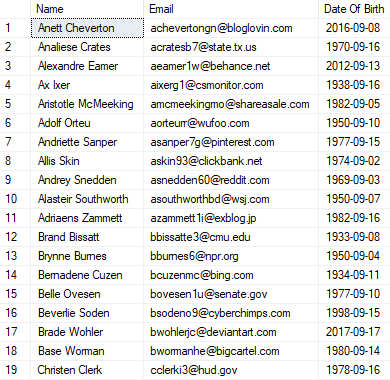 Name Email Date Of Birth
1 Anett Cheverton achevertongn@bloglovin.com 2016-09-08
2 Analiese Crates acratesb7@state.tx.us 1970-09-16
3 Alexandre Eamer aeamer1w@behance.net 2012-09-13
4 Ax Ixer aixerg1@csmonitor.com 1938-09-16
5 Aristotle McMeeking amcmeekingmo@shareasale.com 1982-09-05
6 Adolf Orteu aorteurr@wufoo.com 1950-09-10
7 Andriette Sanper asanper7g@pinterest.com 1977-09-15
8 Allis Skin askin93@clickbank.net 1974-09-02
9 Andrey Snedden asnedden60@reddit.com 1969-09-03
10 Alasteir Southworth asouthworthbd@wsj.com 1950-09-07
11 Adriaens Zammett azammett1i@exblog.jp 1982-09-16
12 Brand Bissatt bbissatte3@cmu.edu 1933-09-08
13 Brynne Burnes bburnes6@npr.org 1950-09-04
14 Bernadene Cuzen bcuzenmc@bing.com 1934-09-11
15 Belle Ovesen bovesen1u@senate.gov 1977-09-10
16 Beverlie Soden bsodeno9@cyberchimps.com 1998-09-15
17 Brade Wohler bwohlerjc@deviantart.com 2017-09-17
18 Base Woman bwomanhe@bigcartel.com 1980-09-14
19 Christen Clerk cclerki3@hud.gov 1978-09-16